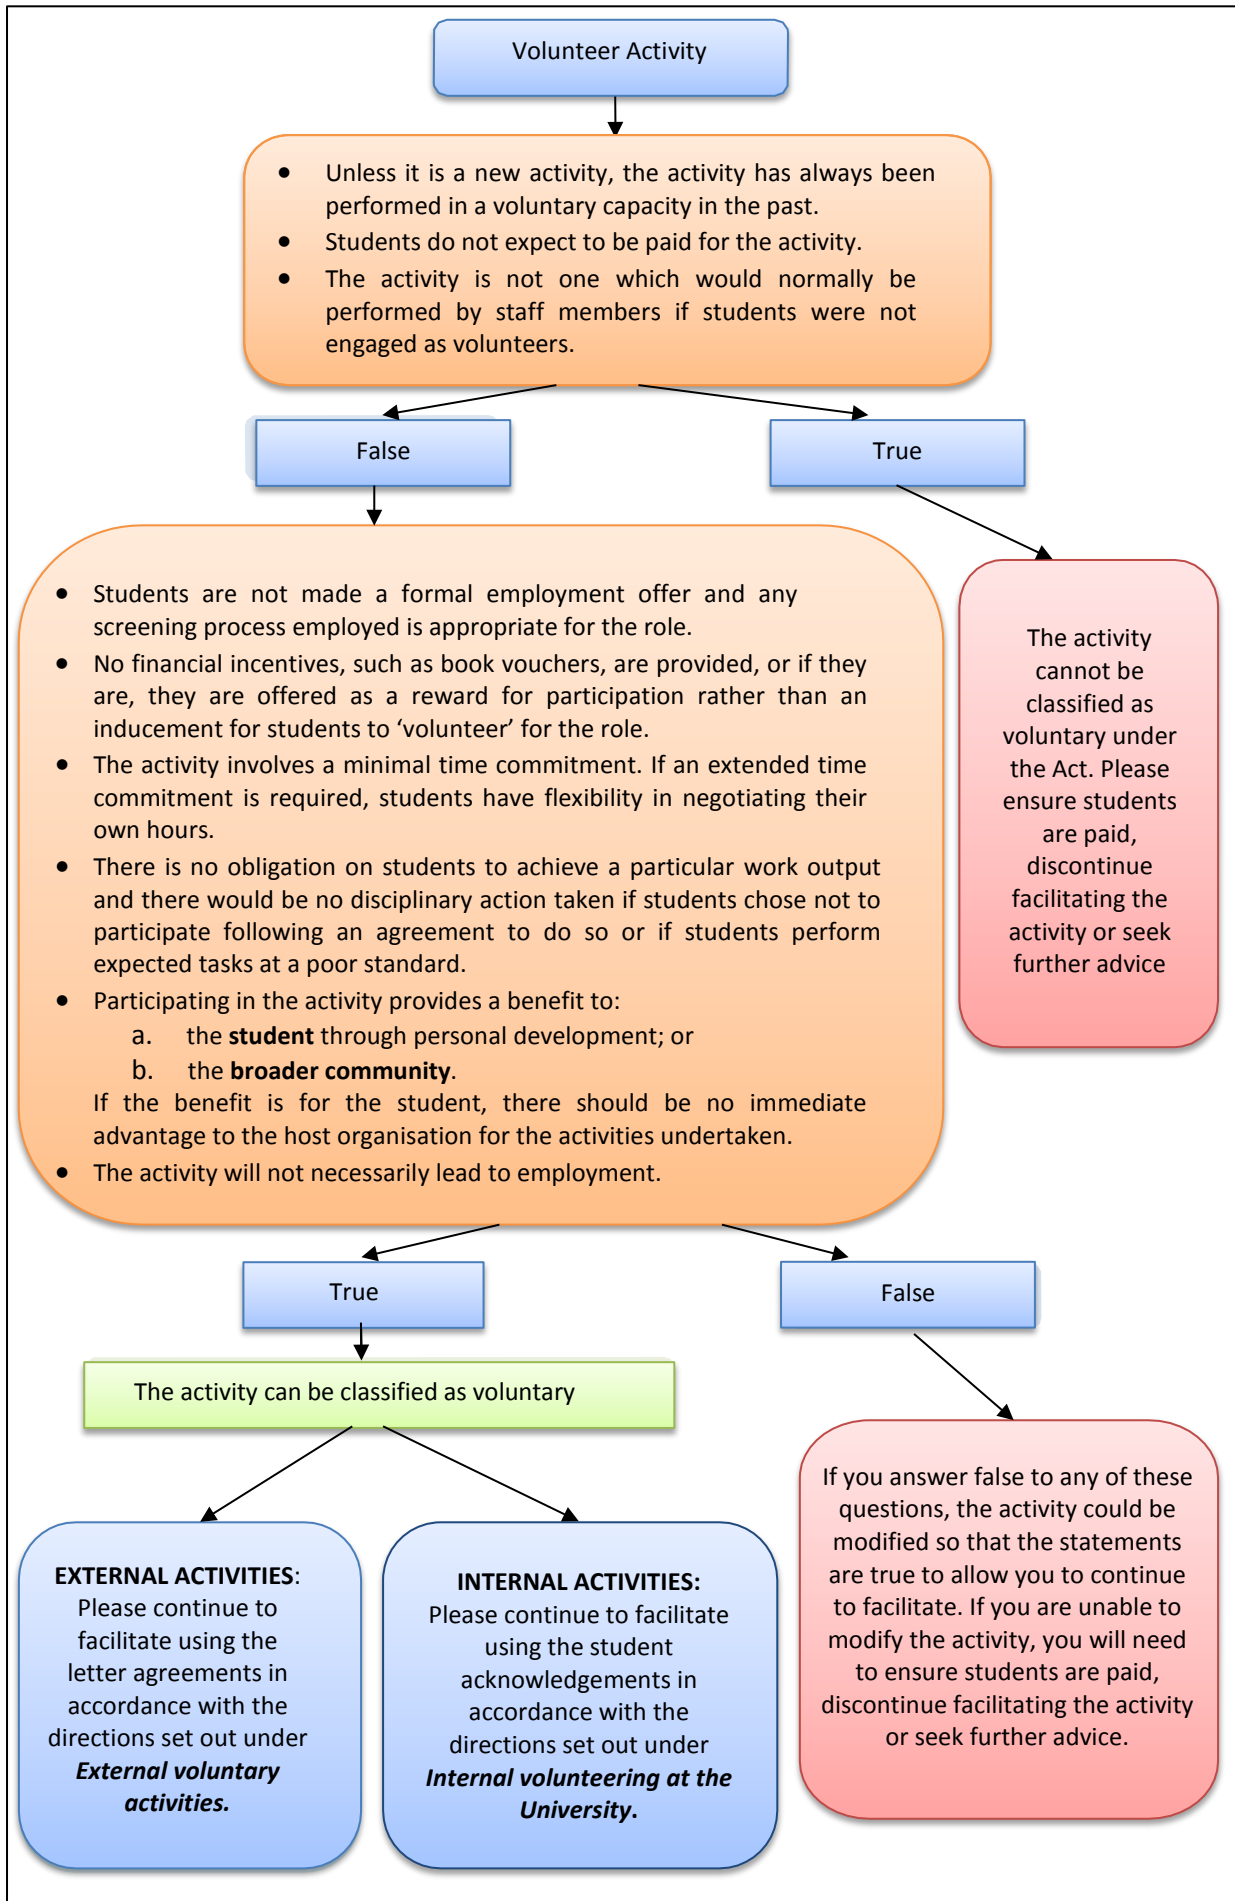 Volunteer Activity
• Unless it is a new activity, the activity has always been
performed in a voluntary capacity in the past.
• Students do not expect to be paid for the activity.
• The activity is not one which would normally be
performed by staff members if students were not
engaged as volunteers.
False
True
• Students are not made a formal employment offer and any
screening process employed is appropriate for the role.
• No financial incentives, such as book vouchers, are provided, or if they
are, they are offered as a reward for participation rather than an
inducement for students to ‘volunteer’ for the role.
• The activity involves a minimal time commitment. If an extended time
commitment is required, students have flexibility in negotiating their
own hours.
• There is no obligation on students to achieve a particular work output
and there would be no disciplinary action taken if students chose not to
participate following an agreement to do so or if students perform
expected tasks at a poor standard.
• Participating in the activity provides a benefit to:
a. the student through personal development; or
b. the broader community.
If the benefit is for the student, there should be no immediate
advantage to the host organisation for the activities undertaken.
• The activity will not necessarily lead to employment.
The activity
cannot be
classified as
voluntary under
the Act. Please
ensure students
are paid,
discontinue
facilitating the
activity or seek
further advice
True
False
The activity can be classified as voluntary
EXTERNAL ACTIVITIES:
Please continue to
facilitate using the
letter agreements in
accordance with the
directions set out under
External voluntary
activities.
INTERNAL ACTIVITIES:
Please continue to facilitate
using the student
acknowledgements in
accordance with the
directions set out under
Internal volunteering at the
University.
If you answer false to any of these
questions, the activity could be
modified so that the statements
are true to allow you to continue
to facilitate. If you are unable to
modify the activity, you will need
to ensure students are paid,
discontinue facilitating the activity
or seek further advice.